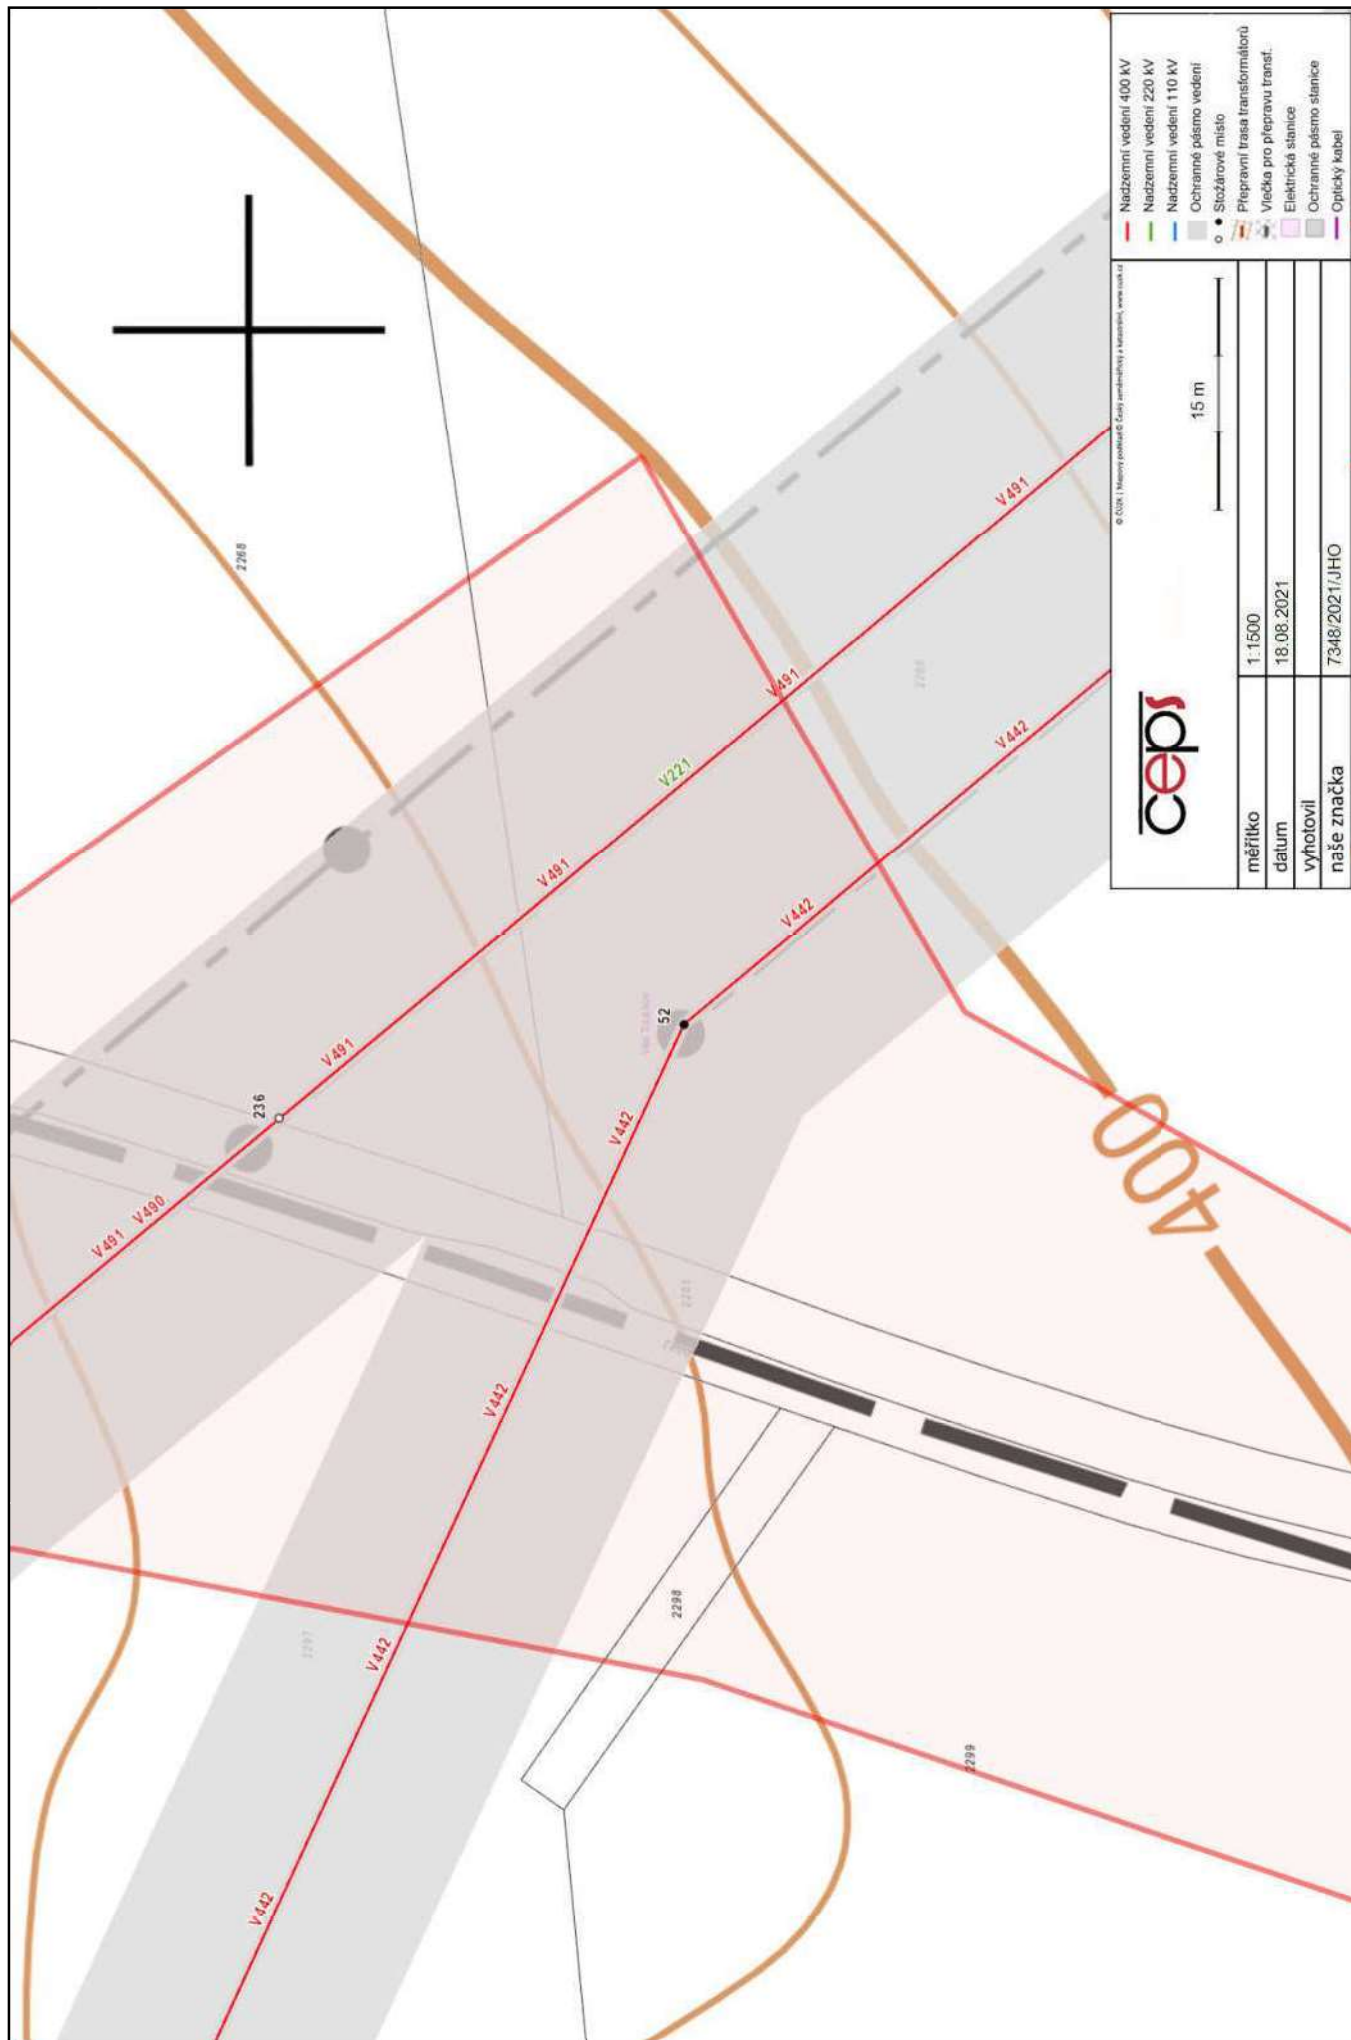 Nadzemní vedení 400 kV
Nadzemní vedení 220 kV
Nadzemní vedení 110 kV
Ochranné pásmo vedení
Stožárové místo
Přepravní trasa transformátorů
Vlečka pro přepravu transf.
Elektrická stanice
Ochranné pásmo stanice
Optický kabel
15 m
čeps
měřítko 1:1500
datum 18.08.2021
vyhotovil
naše značka 7348/2021/JHO
2268
V491
V491
V221
V442
V491
V442
52
V491
236
V442
V491 V490
400
2297
V442
2298
V442
2299
V442